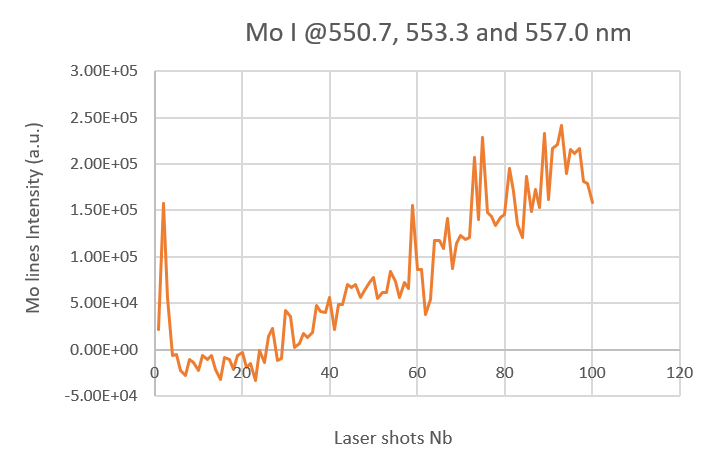 Mo I @550.7, 553.3 and 557.0 nm
3.00E+05
2.50E+05
2.00E+05
1.50E+05
1.00E+05
5.00E+04
0.00E+00
-5.00E+04
Mo lines Intensity (a.u.)
0 20 40 60 80 100 120
Laser shots Nb